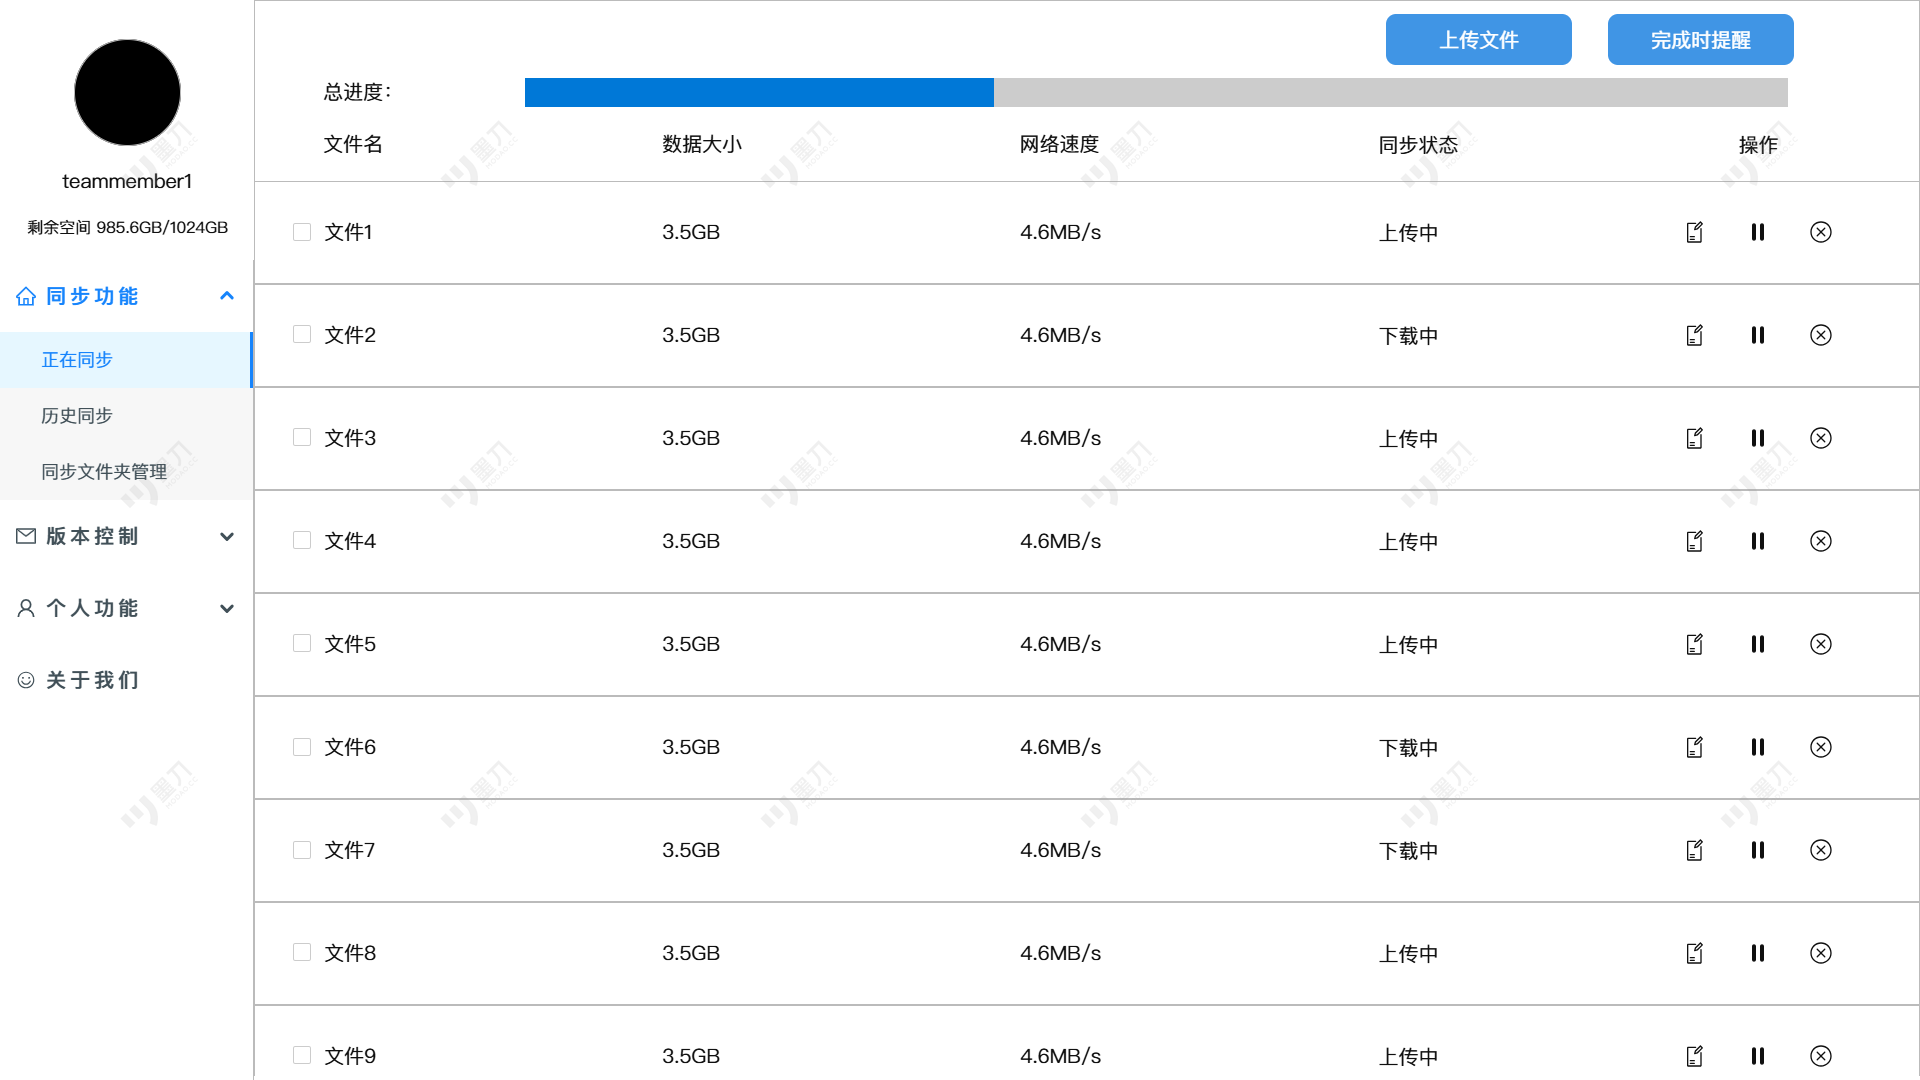 teammember1
剩余空间 985.6GB/1024GB
同步功能
正在同步
历史同步
同步文件夹管理
版本控制
个人功能
关于我们
上传文件 完成时提醒
总进度:
文件名 数据大小 网络速度 同步状态 操作
文件1 3.5GB 4.6MB/s 上传中
文件2 3.5GB 4.6MB/s 下载中
文件3 3.5GB 4.6MB/s 上传中
文件4 3.5GB 4.6MB/s 上传中
文件5 3.5GB 4.6MB/s 上传中
文件6 3.5GB 4.6MB/s 下载中
文件7 3.5GB 4.6MB/s 下载中
文件8 3.5GB 4.6MB/s 上传中
文件9 3.5GB 4.6MB/s 上传中
墨刀